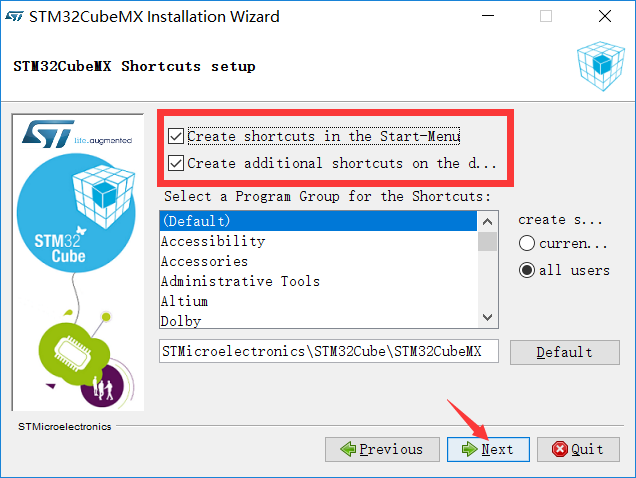 STM32CubeMX Installation Wizard
STM32CubeMX Shortcuts setup
life.augmented
STM32
Cube
Create shortcuts in the Start-Menu
Create additional shortcuts on the d...
Select a Program Group for the Shortcuts:
(Default)
Accessibility
Accessories
Administrative Tools
Altium
Dolby
create s...
curren...
all users
STMicroelectronics\STM32Cube\STM32CubeMX
Default
STMicroelectronics
Previous
Next
Quit